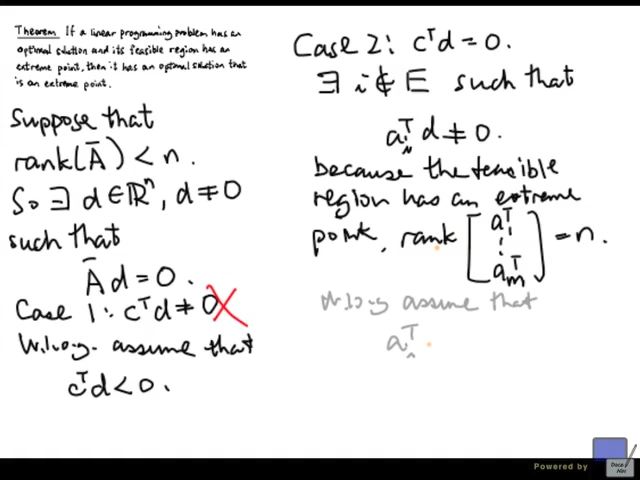 Theorem If a linear programming problem has an
optimal solution and its feasible region has an
extreme point, then it has an optimal solution that
is an extreme point.
Suppose that
rank(Ā) < n.
So ∃ d ∈ ℝⁿ, d ≠ 0
such that
Ā d = 0.
Case 1: cᵀd ≠ 0 X
W.l.o.g. assume that
cᵀd < 0.
Case 2: cᵀd = 0.
∃ i ∉ E such that
aᵢᵀ d ≠ 0.
because the feasible
region has an extreme
point, rank [a₁ᵀ ⋮ aₘᵀ] = n.
W.l.o.g assume that
aᵢᵀ
Powered by